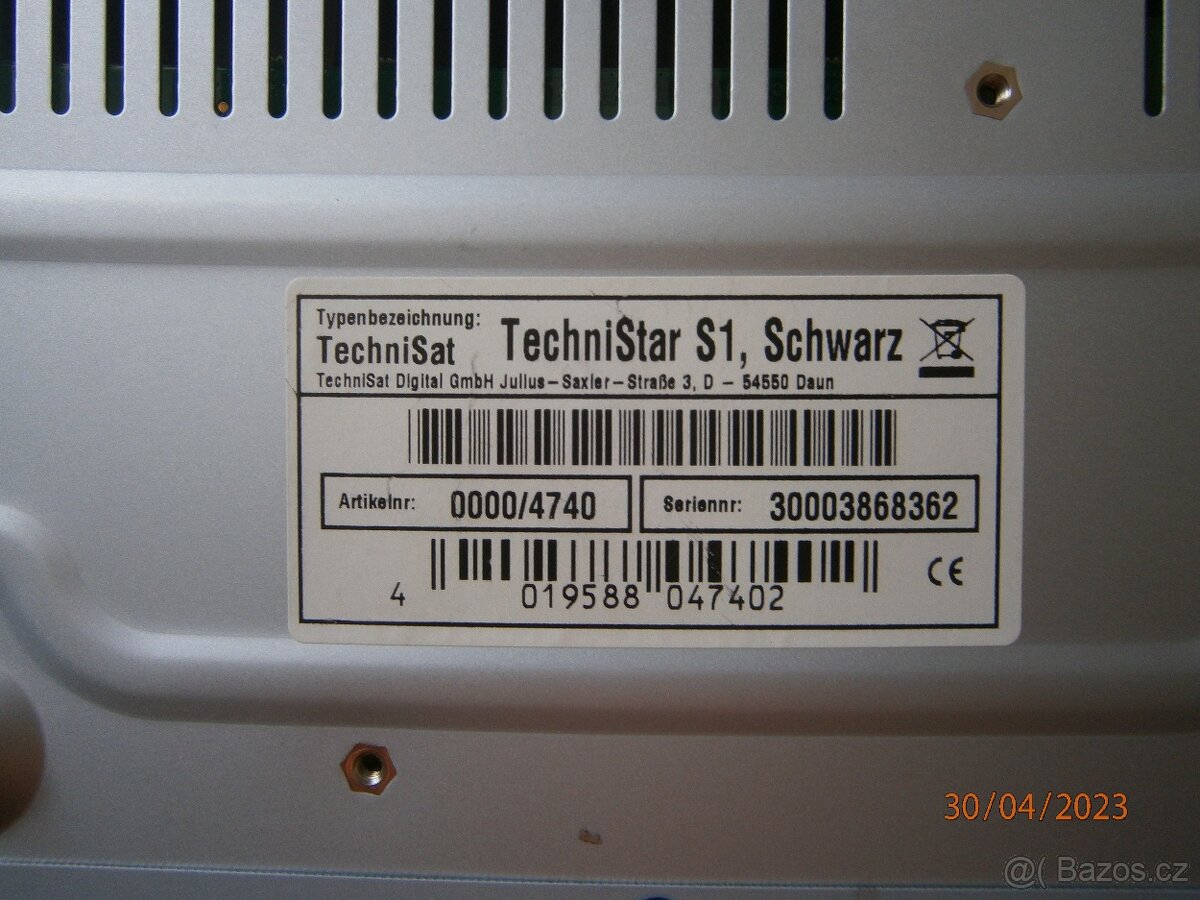 Typenbezeichnung:
TechniSat TechniStar S1, Schwarz
TechniSat Digital GmbH Julius-Saxler-Straße 3, D - 54550 Daun
Artikelnr: 0000/4740 Seriennr: 30003868362
4 019588 047402 CE
30/04/2023
@( Bazos.cz